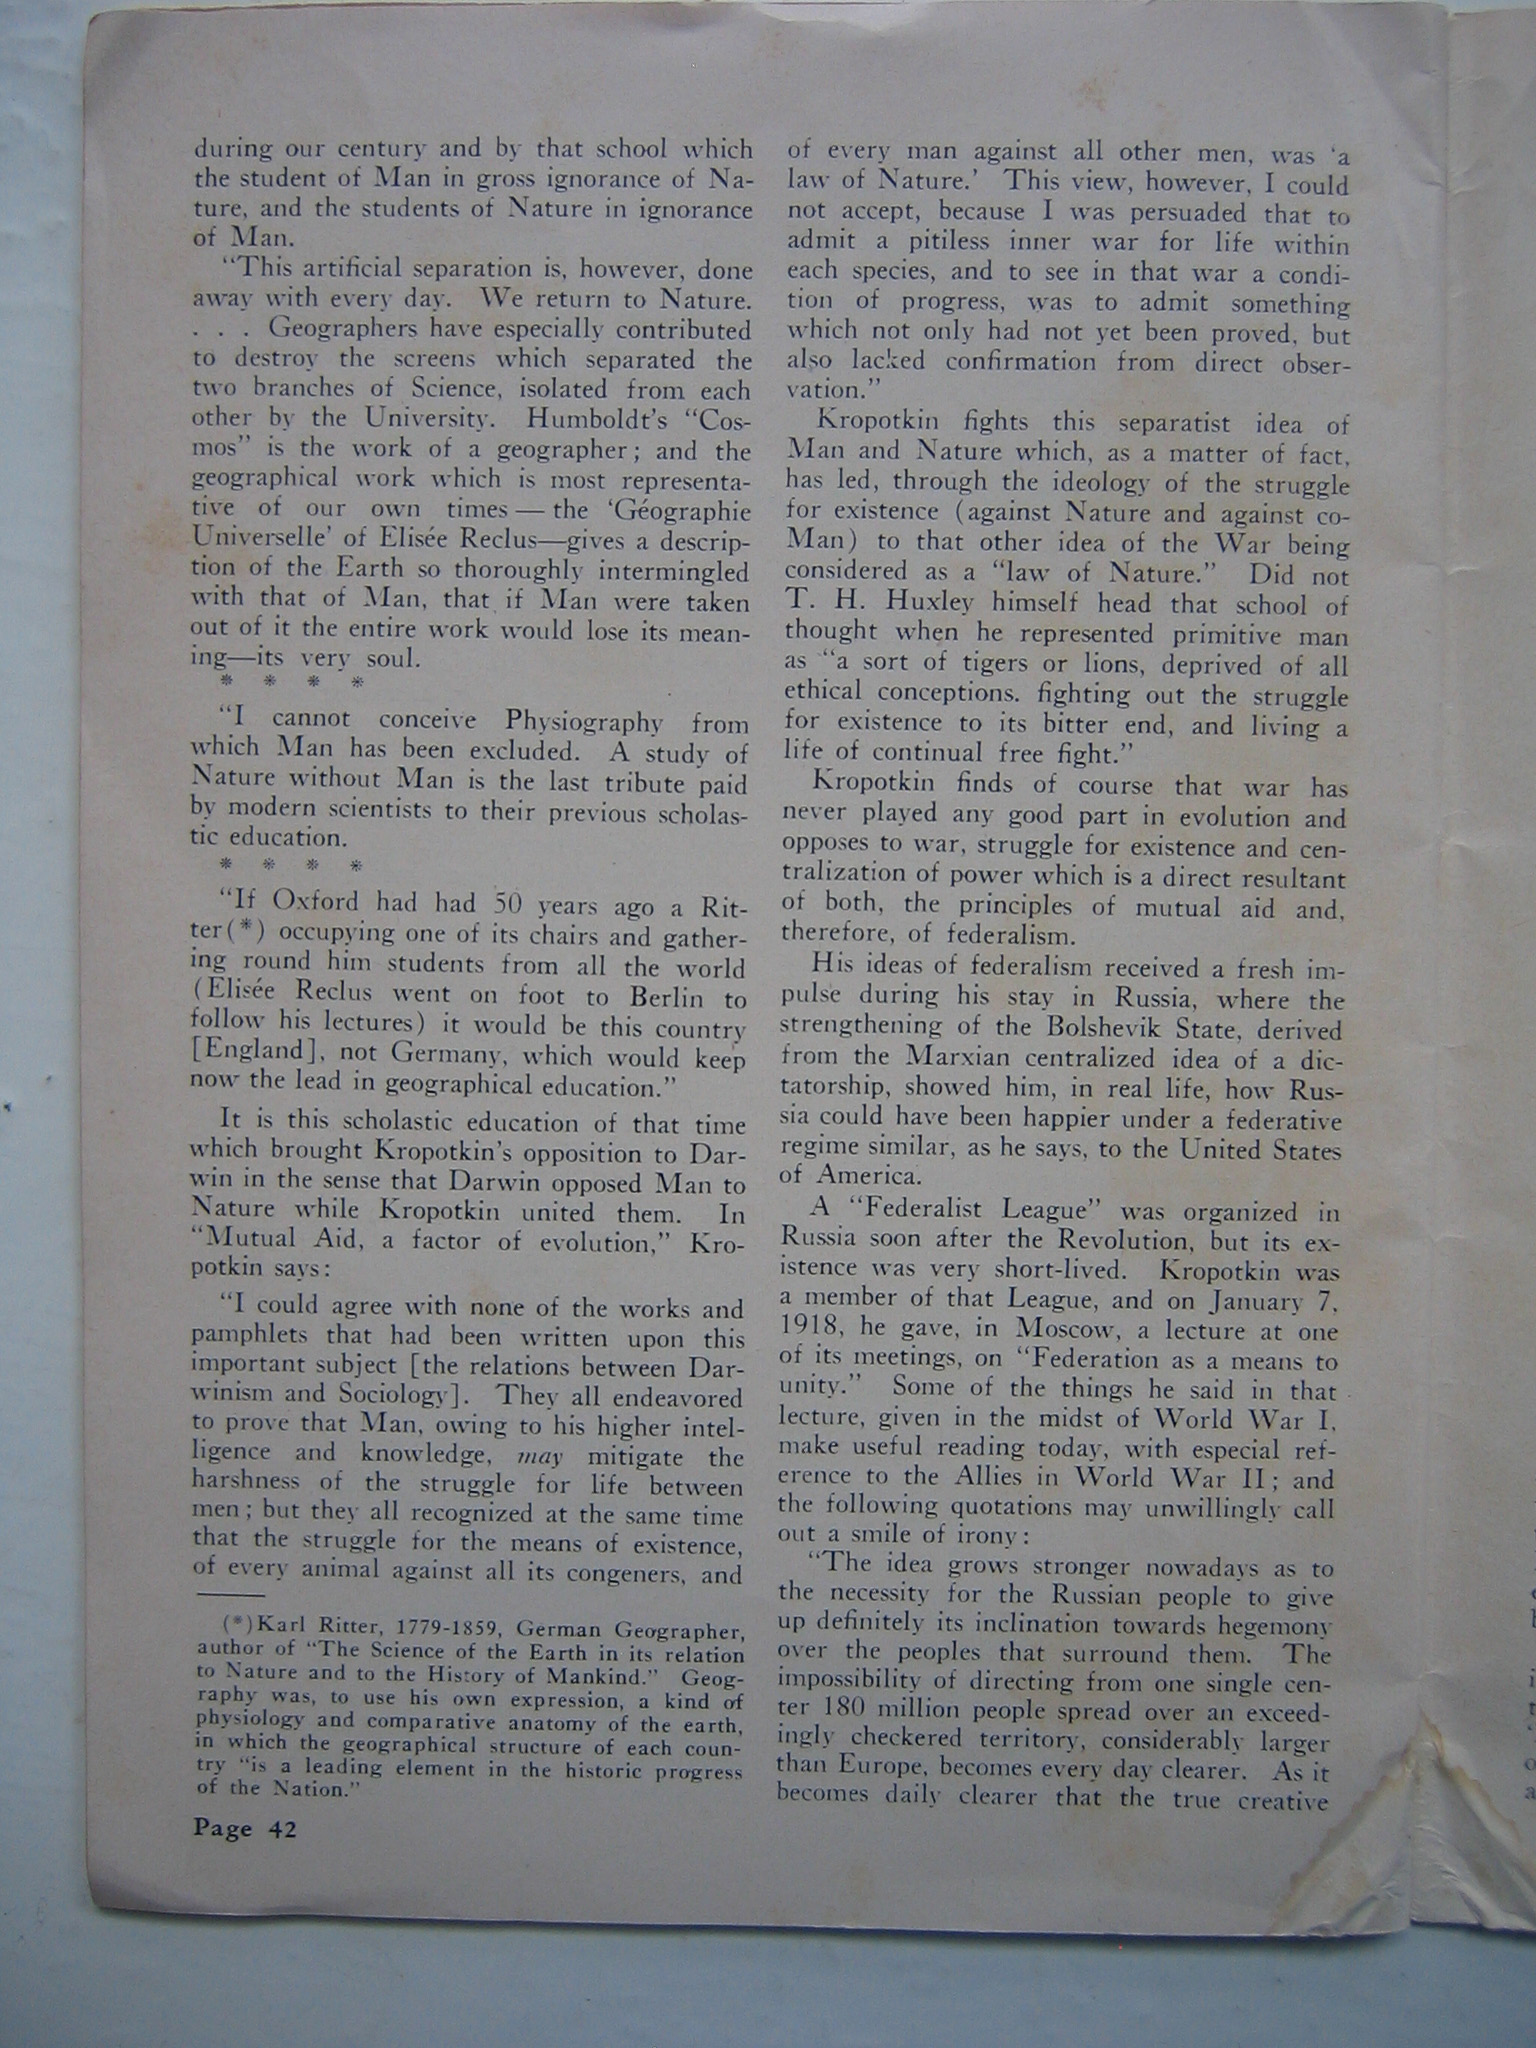 during our century and by that school which
the student of Man in gross ignorance of Na-
ture, and the students of Nature in ignorance
of Man.
"This artificial separation is, however, done
away with every day. We return to Nature.
. . . Geographers have especially contributed
to destroy the screens which separated the
two branches of Science, isolated from each
other by the University. Humboldt's "Cos-
mos" is the work of a geographer; and the
geographical work which is most representa-
tive of our own times — the 'Géographie
Universelle' of Elisée Reclus—gives a descrip-
tion of the Earth so thoroughly intermingled
with that of Man, that if Man were taken
out of it the entire work would lose its mean-
ing—its very soul.
* * * *
"I cannot conceive Physiography from
which Man has been excluded. A study of
Nature without Man is the last tribute paid
by modern scientists to their previous scholas-
tic education.
* * * *
"If Oxford had had 50 years ago a Rit-
ter(*) occupying one of its chairs and gather-
ing round him students from all the world
(Elisée Reclus went on foot to Berlin to
follow his lectures) it would be this country
[England], not Germany, which would keep
now the lead in geographical education."
It is this scholastic education of that time
which brought Kropotkin's opposition to Dar-
win in the sense that Darwin opposed Man to
Nature while Kropotkin united them. In
"Mutual Aid, a factor of evolution," Kro-
potkin says:
"I could agree with none of the works and
pamphlets that had been written upon this
important subject [the relations between Dar-
winism and Sociology]. They all endeavored
to prove that Man, owing to his higher intel-
ligence and knowledge, may mitigate the
harshness of the struggle for life between
men; but they all recognized at the same time
that the struggle for the means of existence,
of every animal against all its congeners, and
(*)Karl Ritter, 1779-1859, German Geographer,
author of "The Science of the Earth in its relation
to Nature and to the History of Mankind." Geog-
raphy was, to use his own expression, a kind of
physiology and comparative anatomy of the earth,
in which the geographical structure of each coun-
try "is a leading element in the historic progress
of the Nation."
Page 42
of every man against all other men, was 'a
law of Nature.' This view, however, I could
not accept, because I was persuaded that to
admit a pitiless inner war for life within
each species, and to see in that war a condi-
tion of progress, was to admit something
which not only had not yet been proved, but
also lacked confirmation from direct obser-
vation."
Kropotkin fights this separatist idea of
Man and Nature which, as a matter of fact,
has led, through the ideology of the struggle
for existence (against Nature and against co-
Man) to that other idea of the War being
considered as a "law of Nature." Did not
T. H. Huxley himself head that school of
thought when he represented primitive man
as "a sort of tigers or lions, deprived of all
ethical conceptions. fighting out the struggle
for existence to its bitter end, and living a
life of continual free fight."
Kropotkin finds of course that war has
never played any good part in evolution and
opposes to war, struggle for existence and cen-
tralization of power which is a direct resultant
of both, the principles of mutual aid and,
therefore, of federalism.
His ideas of federalism received a fresh im-
pulse during his stay in Russia, where the
strengthening of the Bolshevik State, derived
from the Marxian centralized idea of a dic-
tatorship, showed him, in real life, how Rus-
sia could have been happier under a federative
regime similar, as he says, to the United States
of America.
A "Federalist League" was organized in
Russia soon after the Revolution, but its ex-
istence was very short-lived. Kropotkin was
a member of that League, and on January 7,
1918, he gave, in Moscow, a lecture at one
of its meetings, on "Federation as a means to
unity." Some of the things he said in that
lecture, given in the midst of World War I,
make useful reading today, with especial ref-
erence to the Allies in World War II; and
the following quotations may unwillingly call
out a smile of irony:
"The idea grows stronger nowadays as to
the necessity for the Russian people to give
up definitely its inclination towards hegemony
over the peoples that surround them. The
impossibility of directing from one single cen-
ter 180 million people spread over an exceed-
ingly checkered territory, considerably larger
than Europe, becomes every day clearer. As it
becomes daily clearer that the true creative